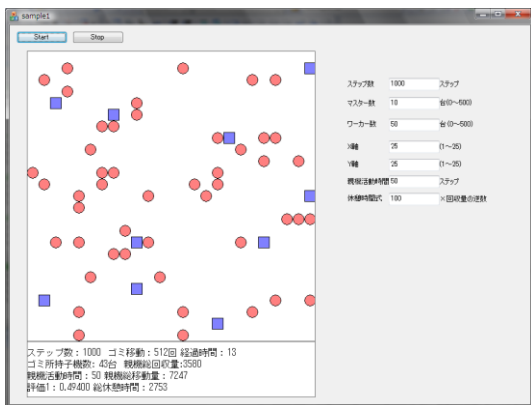 sample1
Start Stop
ステップ数 1000 ステップ
マスター数 10 台(0～500)
ワーカー数 50 台(0～500)
X軸 25 (1～25)
Y軸 25 (1～25)
親機活動時間 50 ステップ
休憩時間式 100 ×回収量の逆数
ステップ数：1000 ゴミ移動：512回 経過時間：13
ゴミ所持子機数: 43台 親機総回収量:3580
親機活動時間：50 親機総移動量：7247
評価1：0.49400 総休憩時間：2753